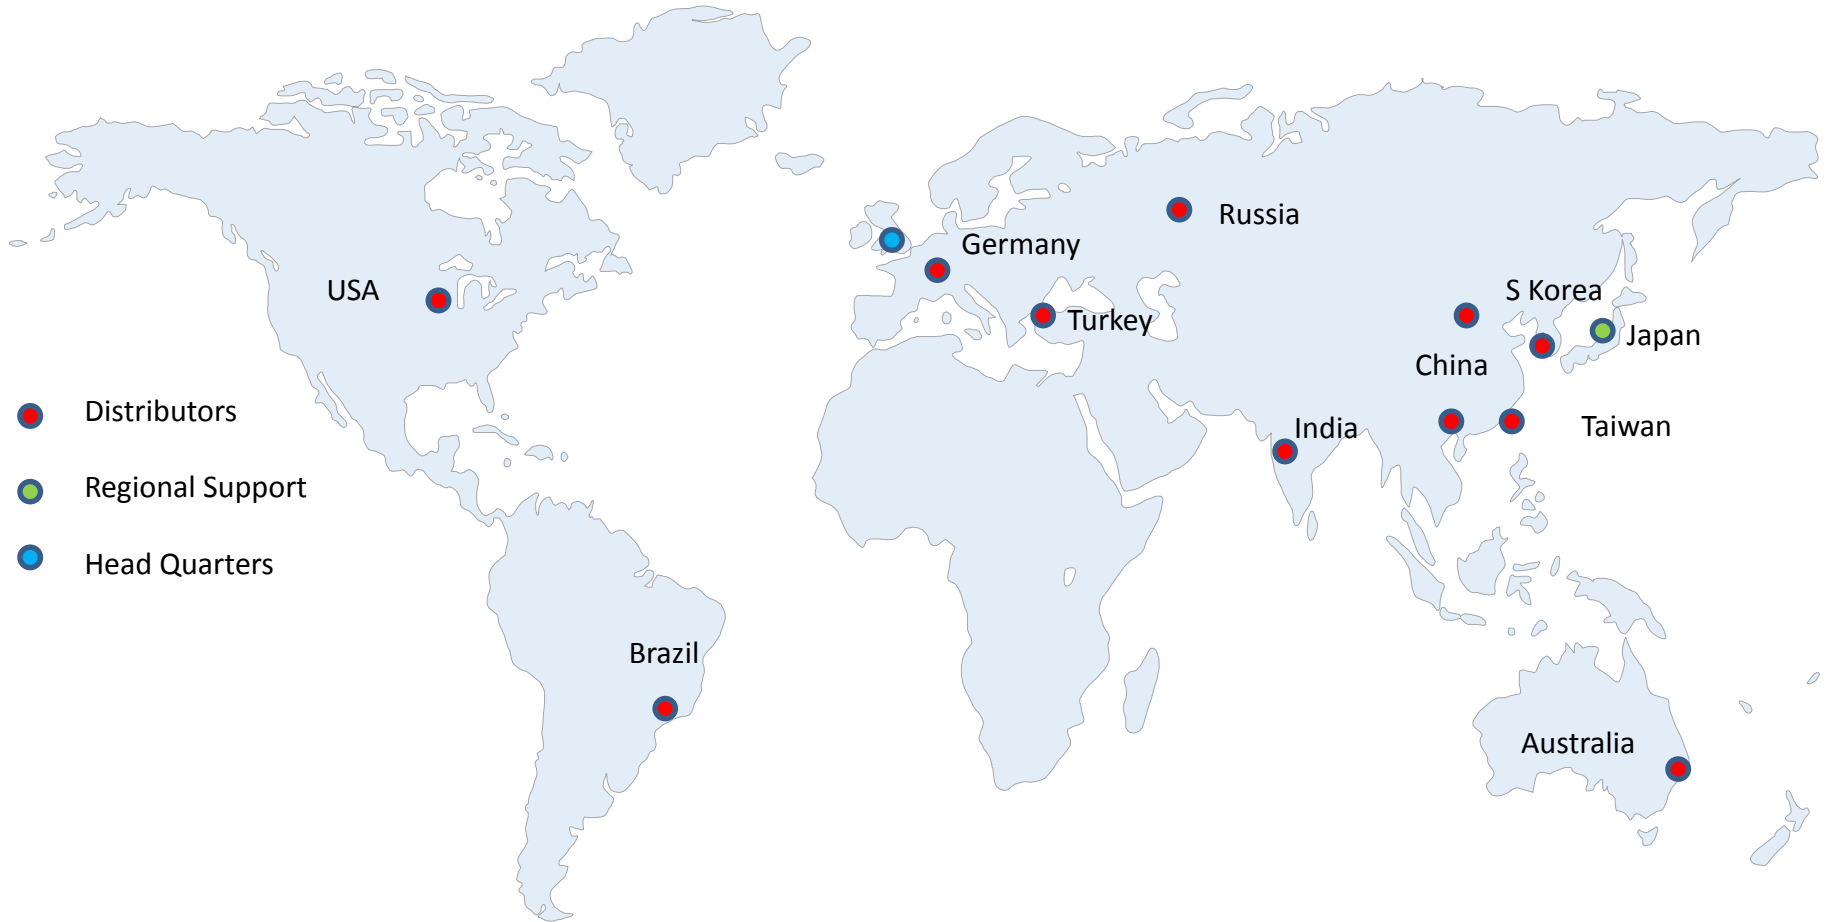 Russia
Germany
USA
S Korea
Turkey
Japan
China
Distributors
India
Taiwan
Regional Support
Head Quarters
Brazil
Australia